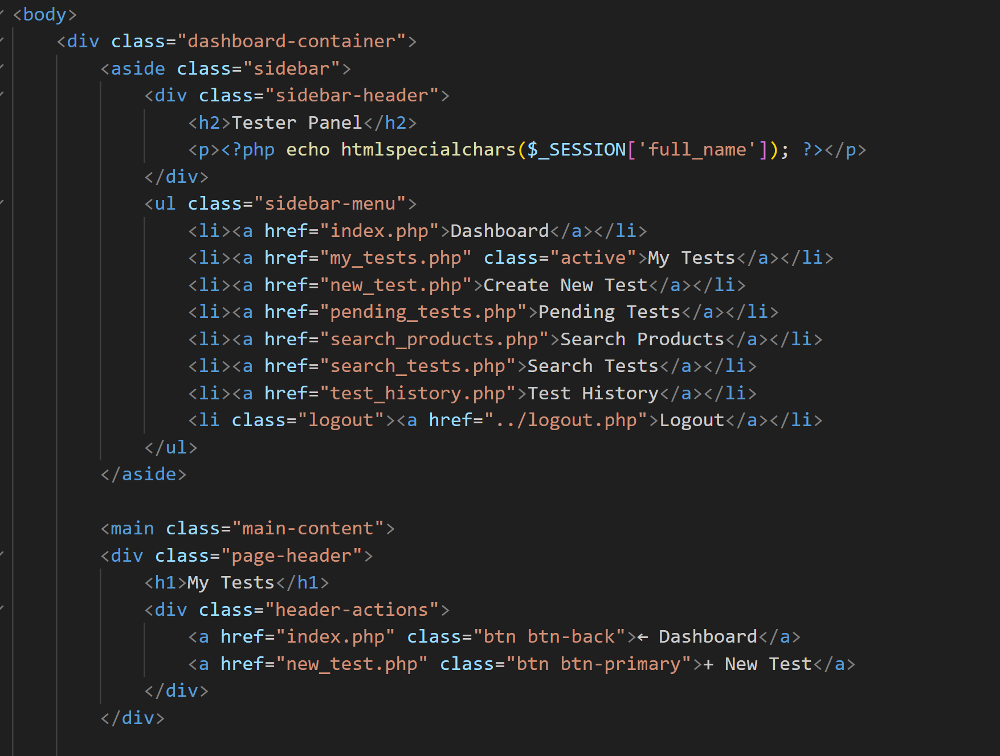 <body>
    <div class="dashboard-container">
        <aside class="sidebar">
            <div class="sidebar-header">
                <h2>Tester Panel</h2>
                <p><?php echo htmlspecialchars($_SESSION['full_name']); ?></p>
            </div>
            <ul class="sidebar-menu">
                <li><a href="index.php">Dashboard</a></li>
                <li><a href="my_tests.php" class="active">My Tests</a></li>
                <li><a href="new_test.php">Create New Test</a></li>
                <li><a href="pending_tests.php">Pending Tests</a></li>
                <li><a href="search_products.php">Search Products</a></li>
                <li><a href="search_tests.php">Search Tests</a></li>
                <li><a href="test_history.php">Test History</a></li>
                <li class="logout"><a href="../logout.php">Logout</a></li>
            </ul>
        </aside>

        <main class="main-content">
        <div class="page-header">
            <h1>My Tests</h1>
            <div class="header-actions">
                <a href="index.php" class="btn btn-back">← Dashboard</a>
                <a href="new_test.php" class="btn btn-primary">+ New Test</a>
            </div>
        </div>